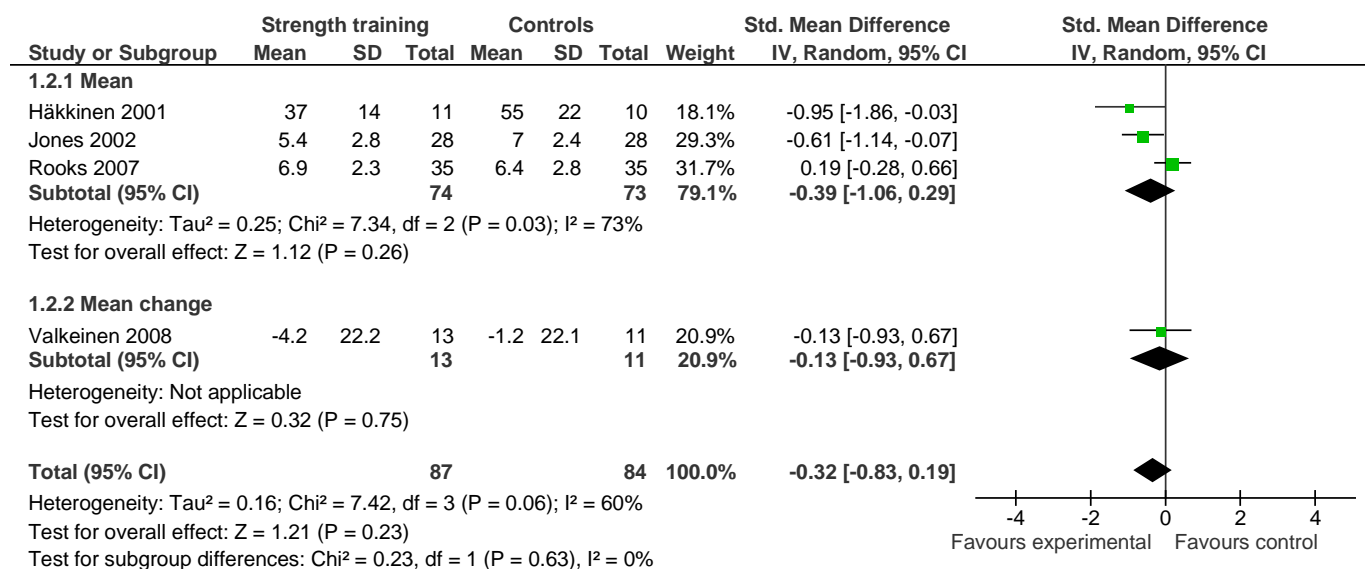 Strength training Controls Std. Mean Difference Std. Mean Difference
Study or Subgroup Mean SD Total Mean SD Total Weight IV, Random, 95% CI IV, Random, 95% CI
1.2.1 Mean
Häkkinen 2001 37 14 11 55 22 10 18.1% -0.95 [-1.86, -0.03]
Jones 2002 5.4 2.8 28 7 2.4 28 29.3% -0.61 [-1.14, -0.07]
Rooks 2007 6.9 2.3 35 6.4 2.8 35 31.7% 0.19 [-0.28, 0.66]
Subtotal (95% CI) 74 73 79.1% -0.39 [-1.06, 0.29]
Heterogeneity: Tau² = 0.25; Chi² = 7.34, df = 2 (P = 0.03); I² = 73%
Test for overall effect: Z = 1.12 (P = 0.26)
1.2.2 Mean change
Valkeinen 2008 -4.2 22.2 13 -1.2 22.1 11 20.9% -0.13 [-0.93, 0.67]
Subtotal (95% CI) 13 11 20.9% -0.13 [-0.93, 0.67]
Heterogeneity: Not applicable
Test for overall effect: Z = 0.32 (P = 0.75)
Total (95% CI) 87 84 100.0% -0.32 [-0.83, 0.19]
Heterogeneity: Tau² = 0.16; Chi² = 7.42, df = 3 (P = 0.06); I² = 60%
Test for overall effect: Z = 1.21 (P = 0.23)
Test for subgroup differences: Chi² = 0.23, df = 1 (P = 0.63), I² = 0%
-4 -2 0 2 4
Favours experimental Favours control